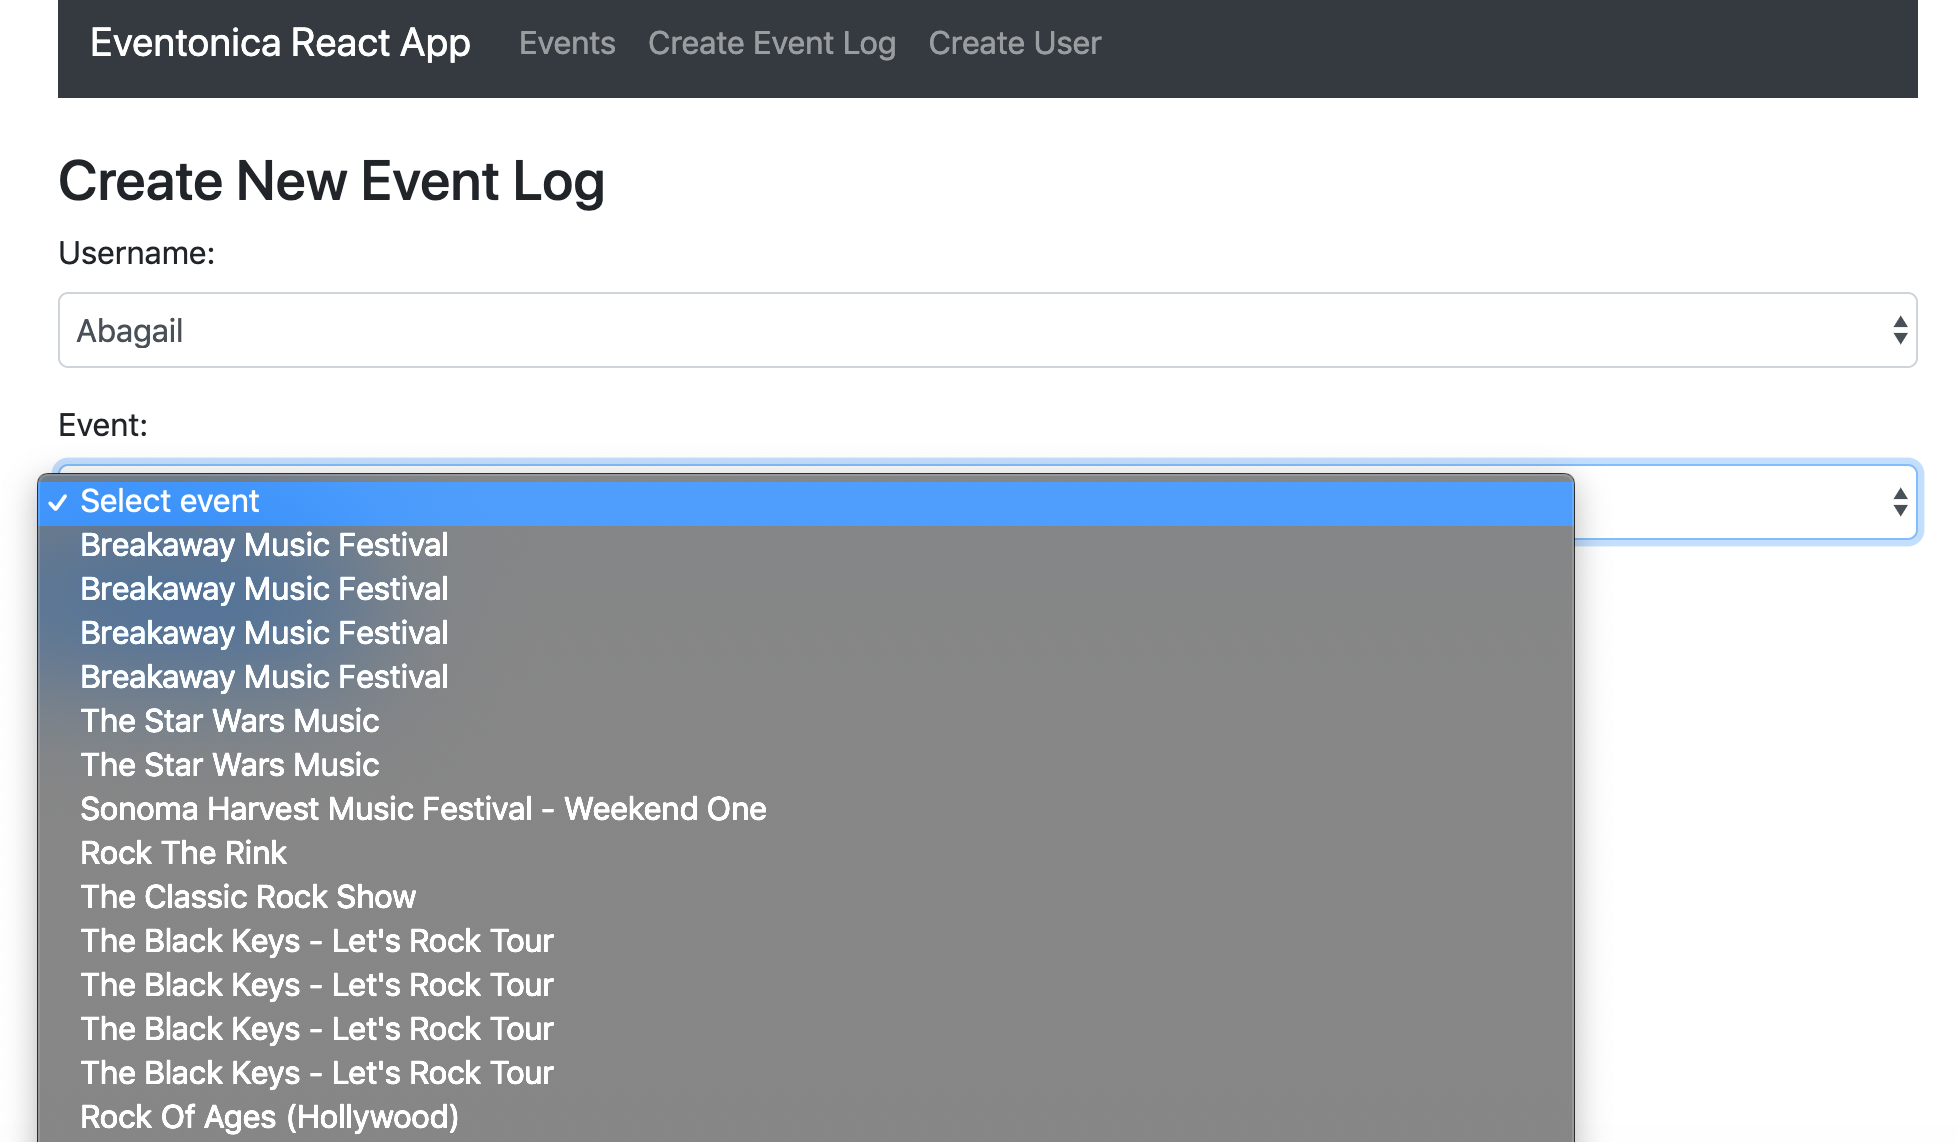 Eventonica React App Events Create Event Log Create User
Create New Event Log
Username:
Abagail
Event:
Select event
Breakaway Music Festival
Breakaway Music Festival
Breakaway Music Festival
Breakaway Music Festival
The Star Wars Music
The Star Wars Music
Sonoma Harvest Music Festival - Weekend One
Rock The Rink
The Classic Rock Show
The Black Keys - Let's Rock Tour
The Black Keys - Let's Rock Tour
The Black Keys - Let's Rock Tour
The Black Keys - Let's Rock Tour
Rock Of Ages (Hollywood)